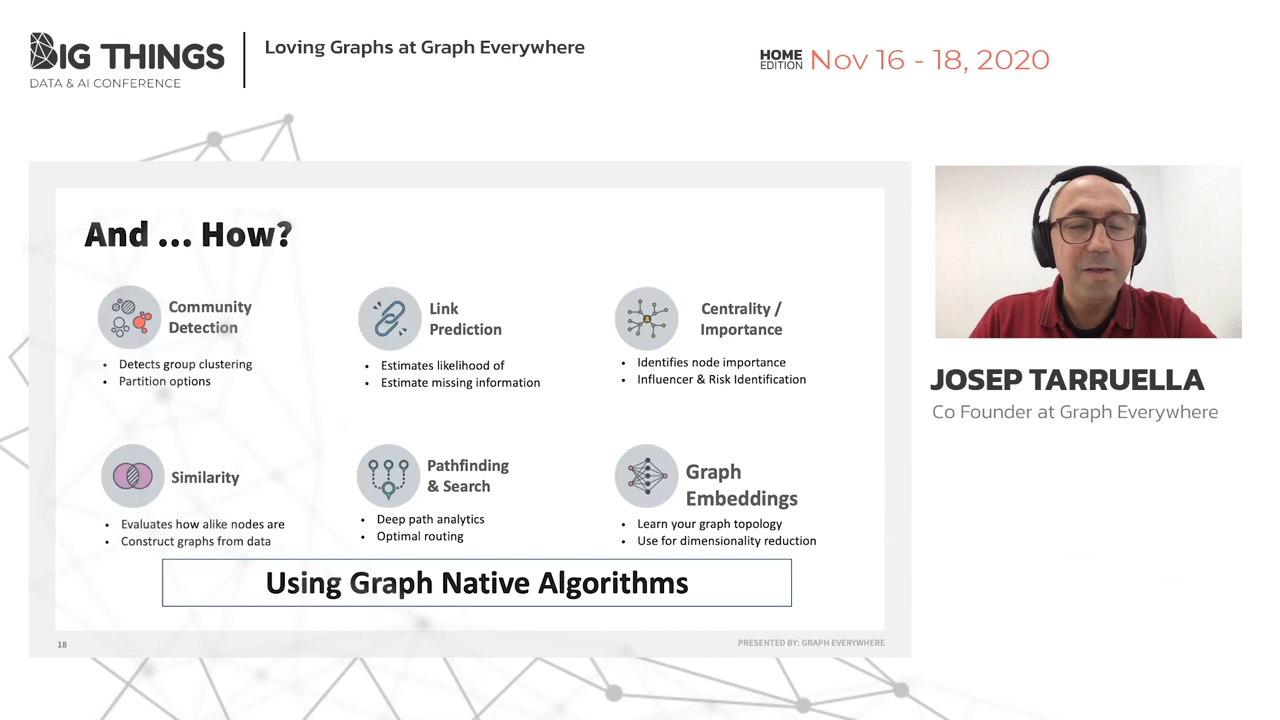 BIG THINGS
DATA & AI CONFERENCE
Loving Graphs at Graph Everywhere
HOME
EDITION
Nov 16 - 18, 2020
And ... How?
Community
Detection
• Detects group clustering
• Partition options
Link
Prediction
• Estimates likelihood of
• Estimate missing information
Centrality /
Importance
• Identifies node importance
• Influencer & Risk Identification
Similarity
• Evaluates how alike nodes are
• Construct graphs from data
Pathfinding
& Search
• Deep path analytics
• Optimal routing
Graph
Embeddings
• Learn your graph topology
• Use for dimensionality reduction
Using Graph Native Algorithms
18
PRESENTED BY: GRAPH EVERYWHERE
JOSEP TARRUELLA
Co Founder at Graph Everywhere